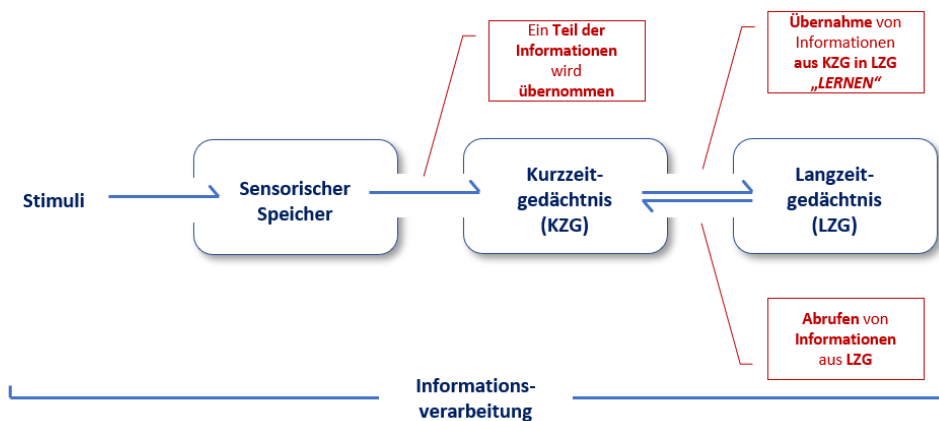 Ein Teil der
Informationen
wird
übernommen
Übernahme von
Informationen
aus KZG in LZG
„LERNEN“
Stimuli
Sensorischer
Speicher
Kurzzeit-
gedächtnis
(KZG)
Langzeit-
gedächtnis
(LZG)
Abrufen von
Informationen
aus LZG
Informations-
verarbeitung